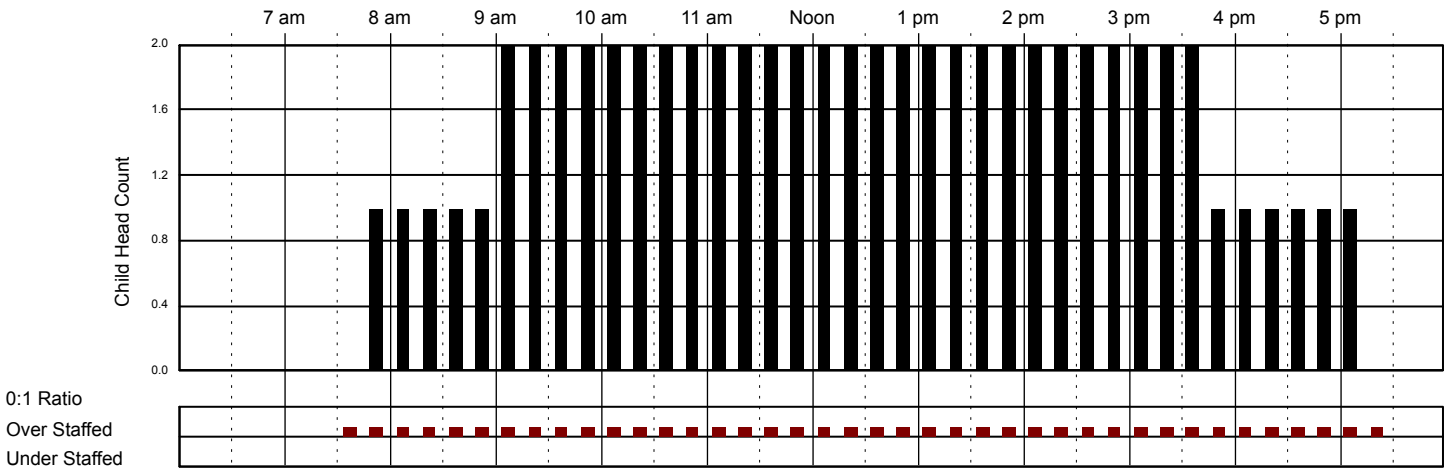 7 am 8 am 9 am 10 am 11 am Noon 1 pm 2 pm 3 pm 4 pm 5 pm
2.0
1.6
1.2
0.8
0.4
0.0
Child Head Count
0:1 Ratio
Over Staffed
Under Staffed